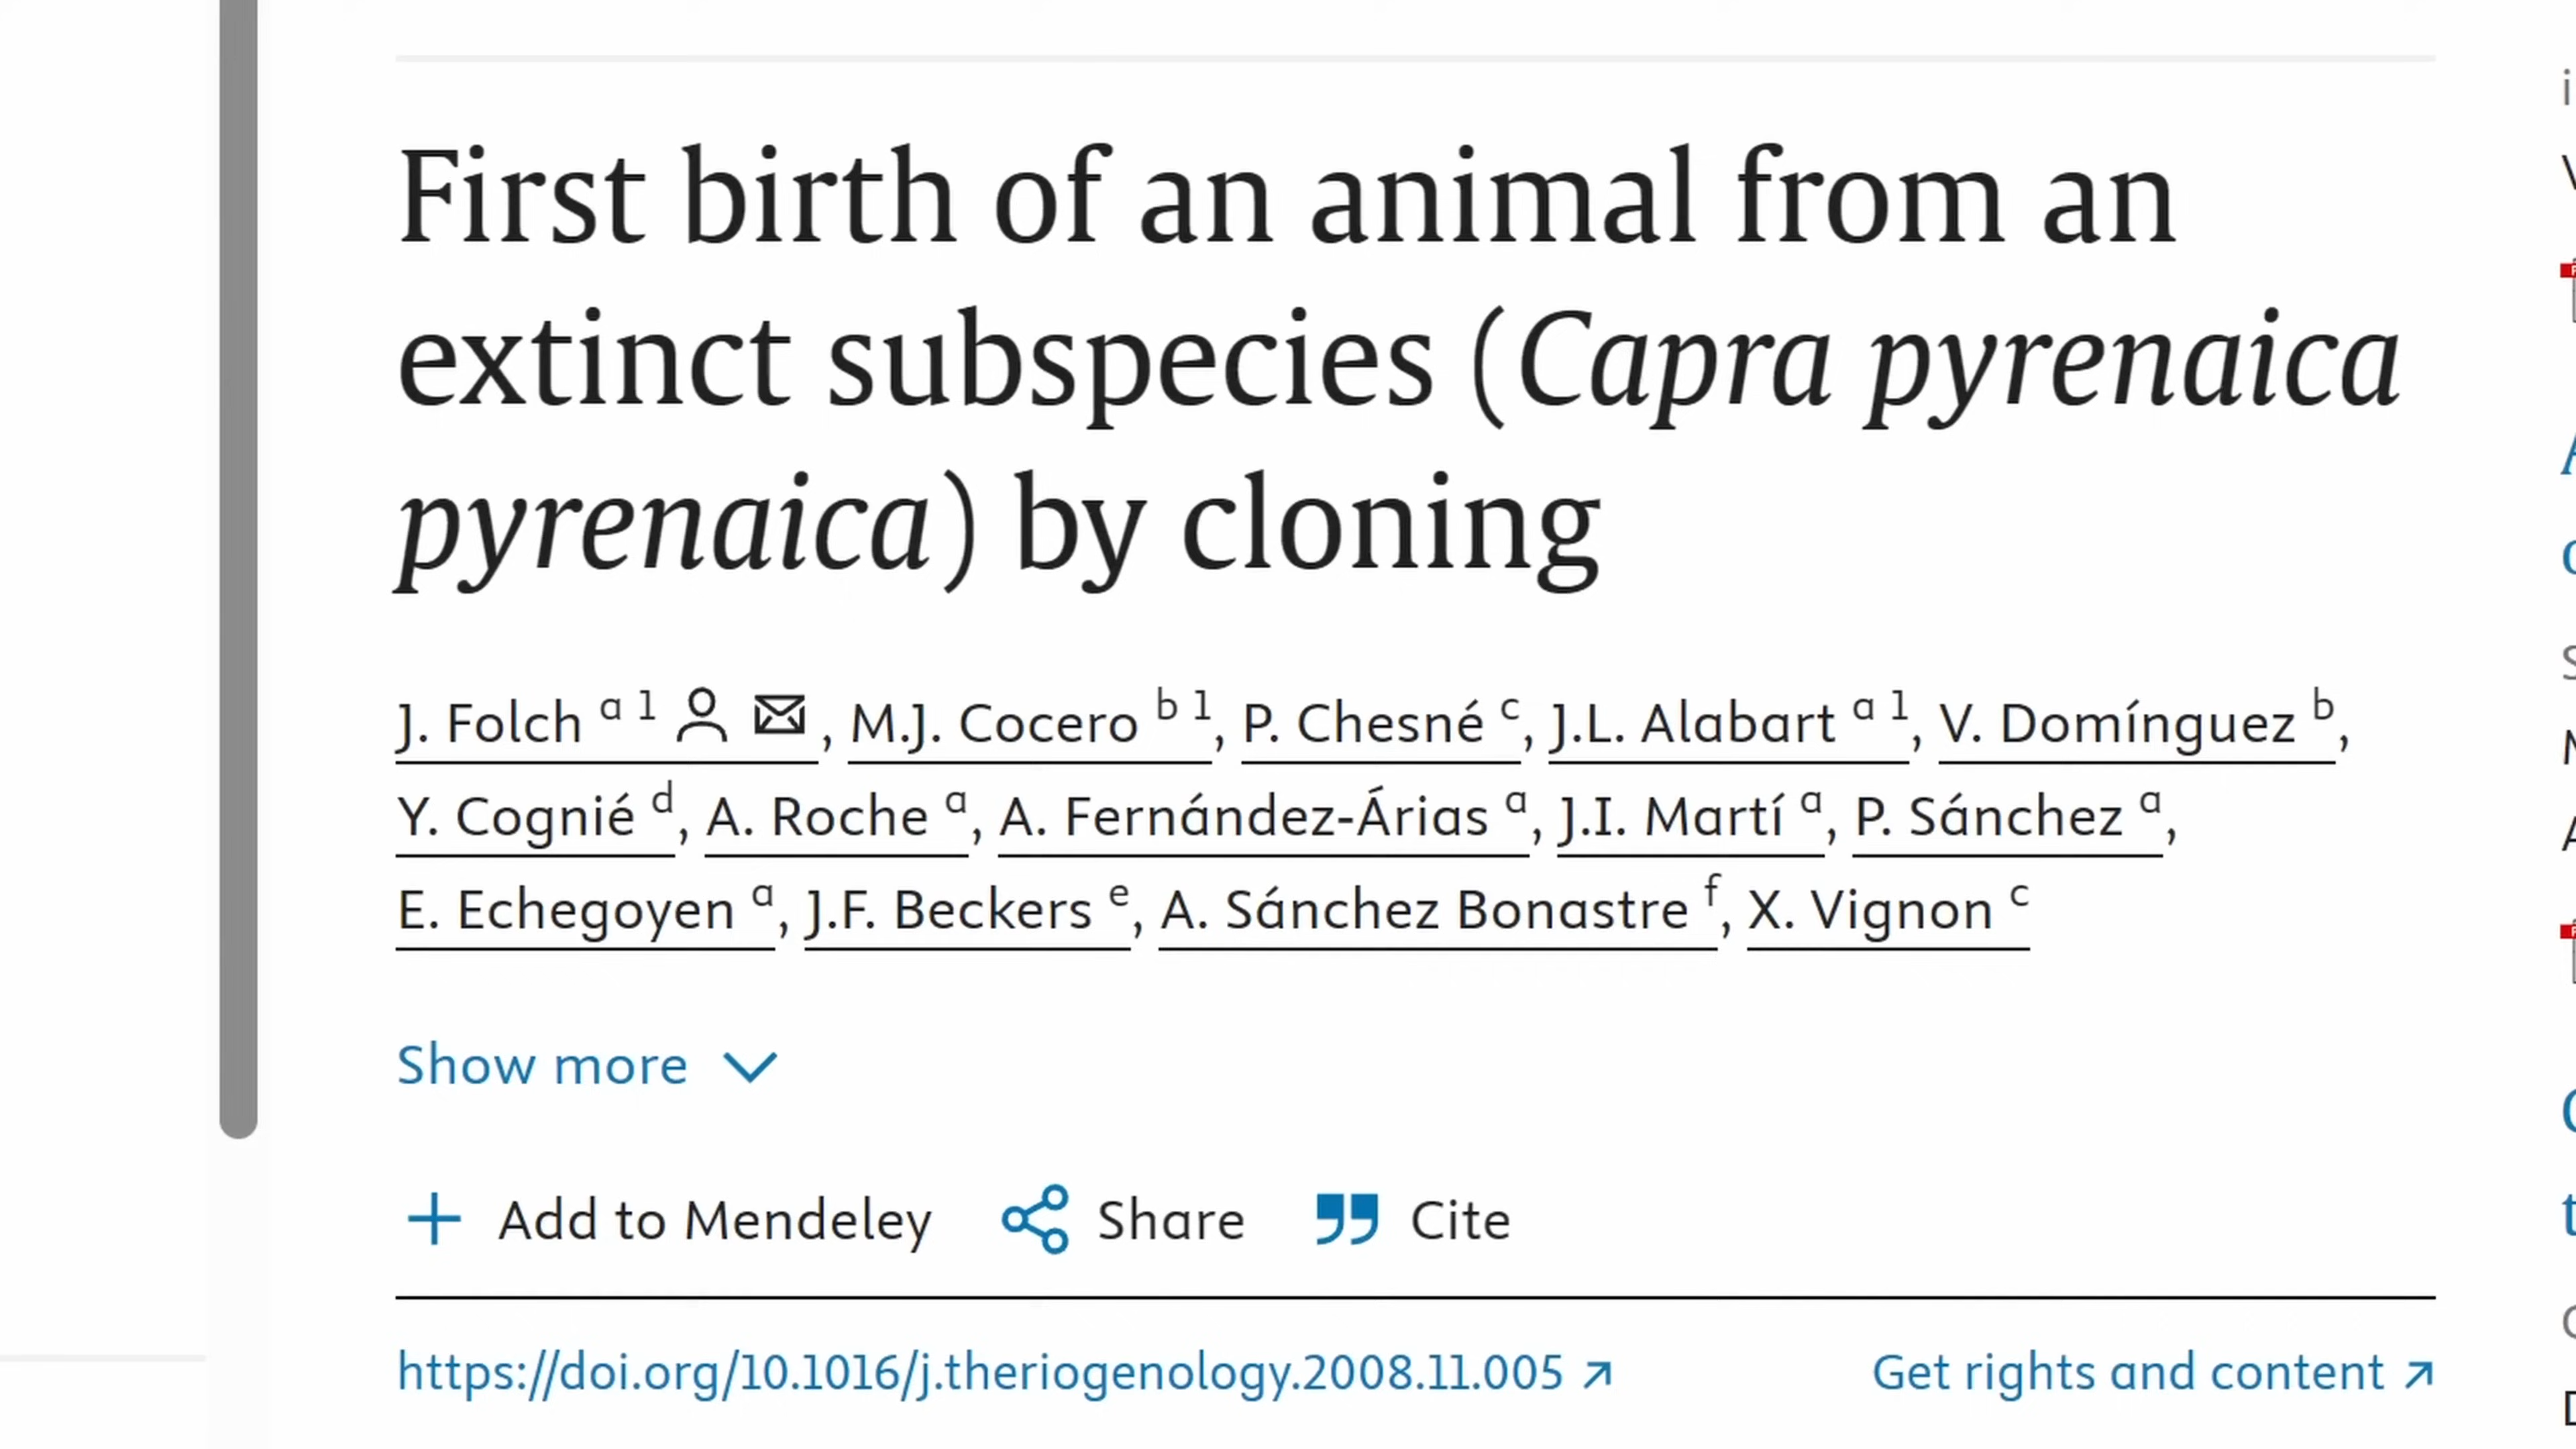 First birth of an animal from an
extinct subspecies (Capra pyrenaica
pyrenaica) by cloning
J. Folch a 1, M.J. Cocero b 1, P. Chesné c, J.L. Alabart a 1, V. Domínguez b,
Y. Cognié d, A. Roche a, A. Fernández-Árias a, J.I. Martí a, P. Sánchez a,
E. Echegoyen a, J.F. Beckers e, A. Sánchez Bonastre f, X. Vignon c
Show more
Add to Mendeley Share Cite
https://doi.org/10.1016/j.theriogenology.2008.11.005 Get rights and content